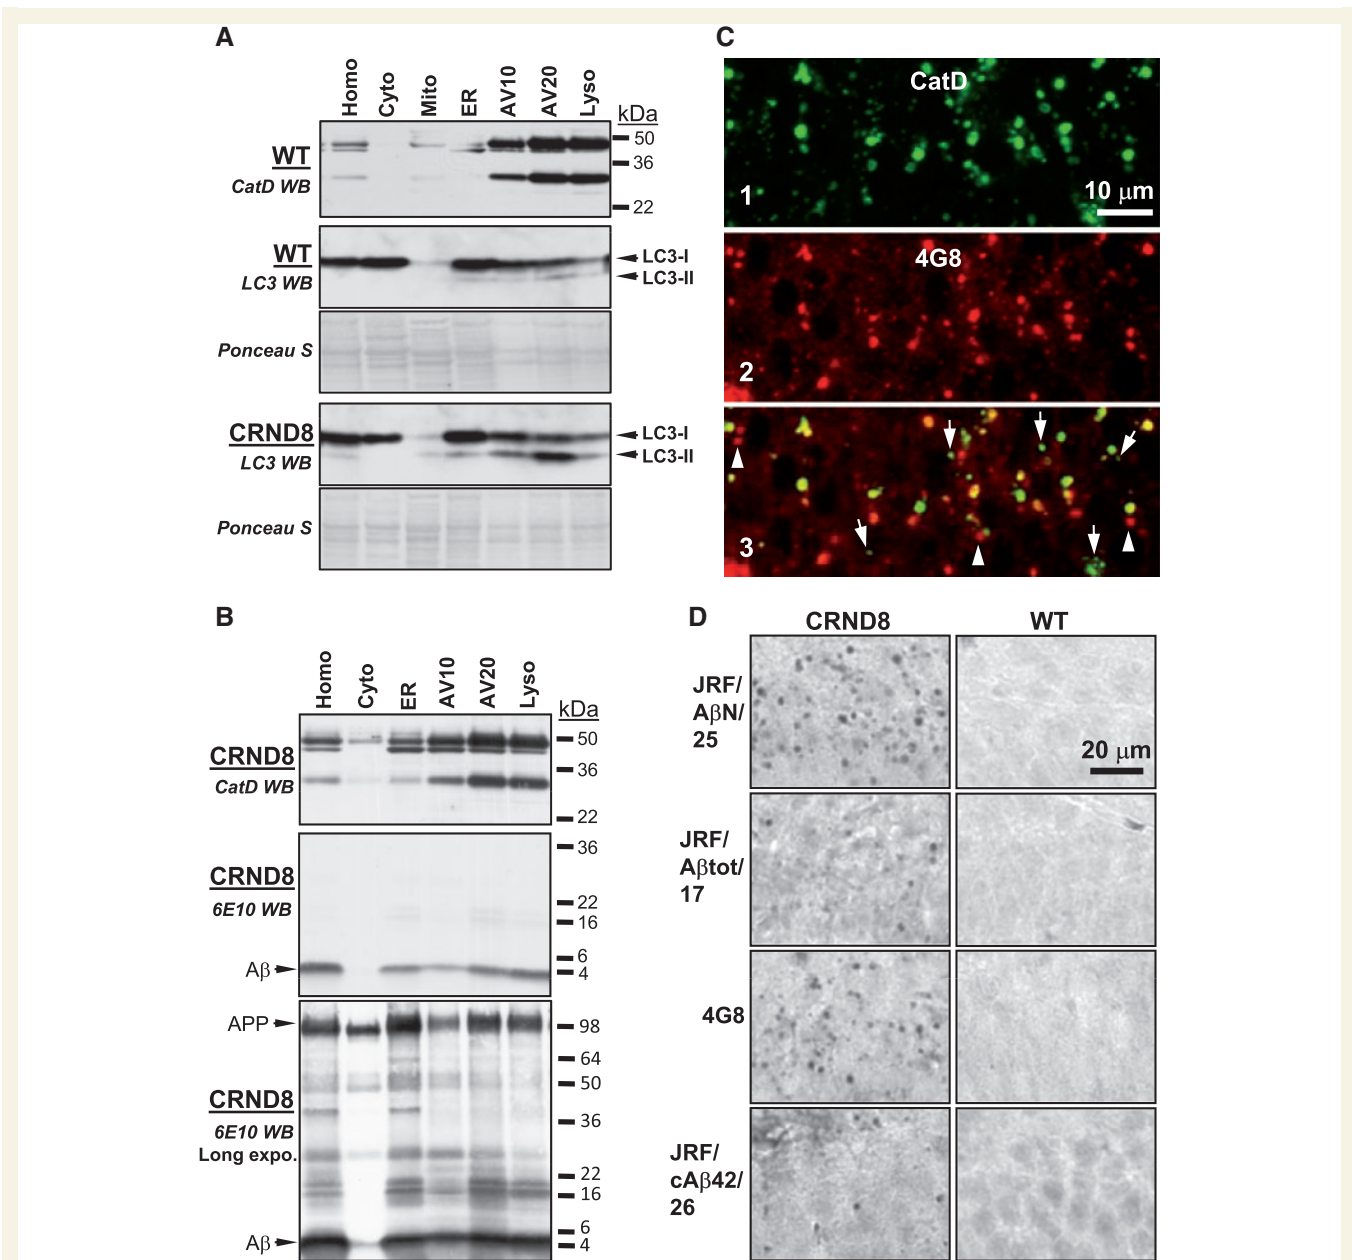 A
Homo Cyto Mito ER AV10 AV20 Lyso
kDa
WT
CatD WB
50
36
22
WT
LC3 WB
LC3-I
LC3-II
Ponceau S
CRND8
LC3 WB
LC3-I
LC3-II
Ponceau S
C
CatD
1
10 μm
4G8
2
3
B
Homo Cyto ER AV10 AV20 Lyso
kDa
CRND8
CatD WB
50
36
22
CRND8
6E10 WB
36
22
16
6
4
Aβ
APP
CRND8
6E10 WB
Long expo.
98
64
50
36
22
16
6
4
Aβ
D
CRND8 WT
JRF/
AβN/
25
20 μm
JRF/
Aβtot/
17
4G8
JRF/
cAβ42/
26